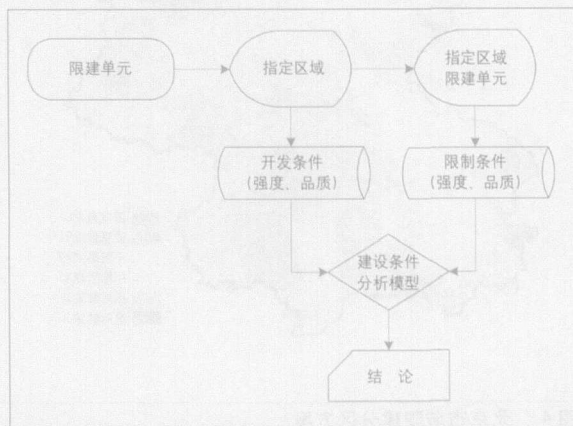 限建单元
指定区域
指定区域
限建单元
开发条件
(强度、品质)
限制条件
(强度、品质)
建设条件
分析模型
结 论